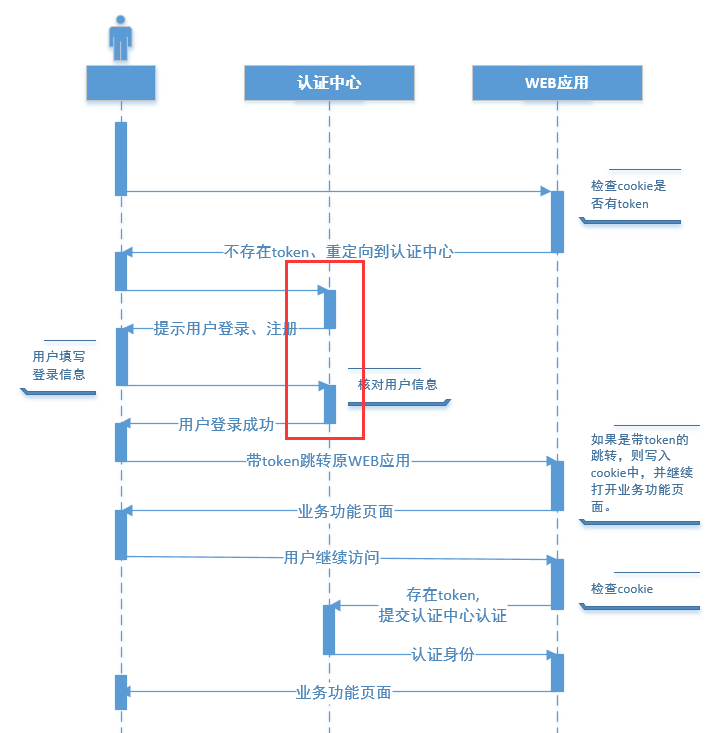 认证中心
WEB应用
检查cookie是
否有token
不存在token、重定向到认证中心
提示用户登录、注册
用户填写
登录信息
核对用户信息
用户登录成功
带token跳转原WEB应用
如果是带token的
跳转，则写入
cookie中，并继续
打开业务功能页
面。
业务功能页面
用户继续访问
检查cookie
存在token,
提交认证中心认证
认证身份
业务功能页面